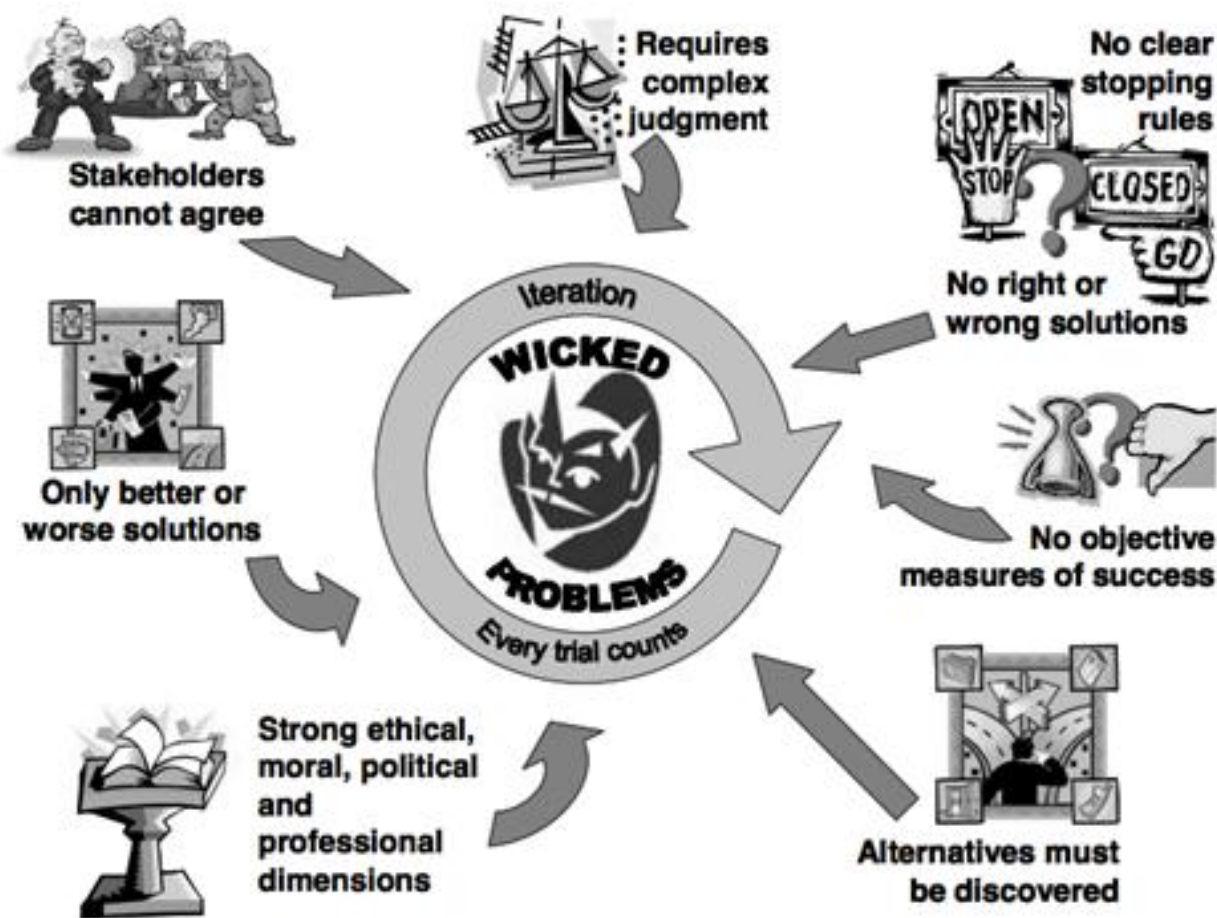 Stakeholders
cannot agree
Requires
complex
judgment
No clear
stopping
rules
OPEN
STOP
CLOSED
GO
No right or
wrong solutions
Iteration
WICKED
PROBLEMS
Every trial counts
Only better or
worse solutions
No objective
measures of success
Strong ethical,
moral, political
and
professional
dimensions
Alternatives must
be discovered